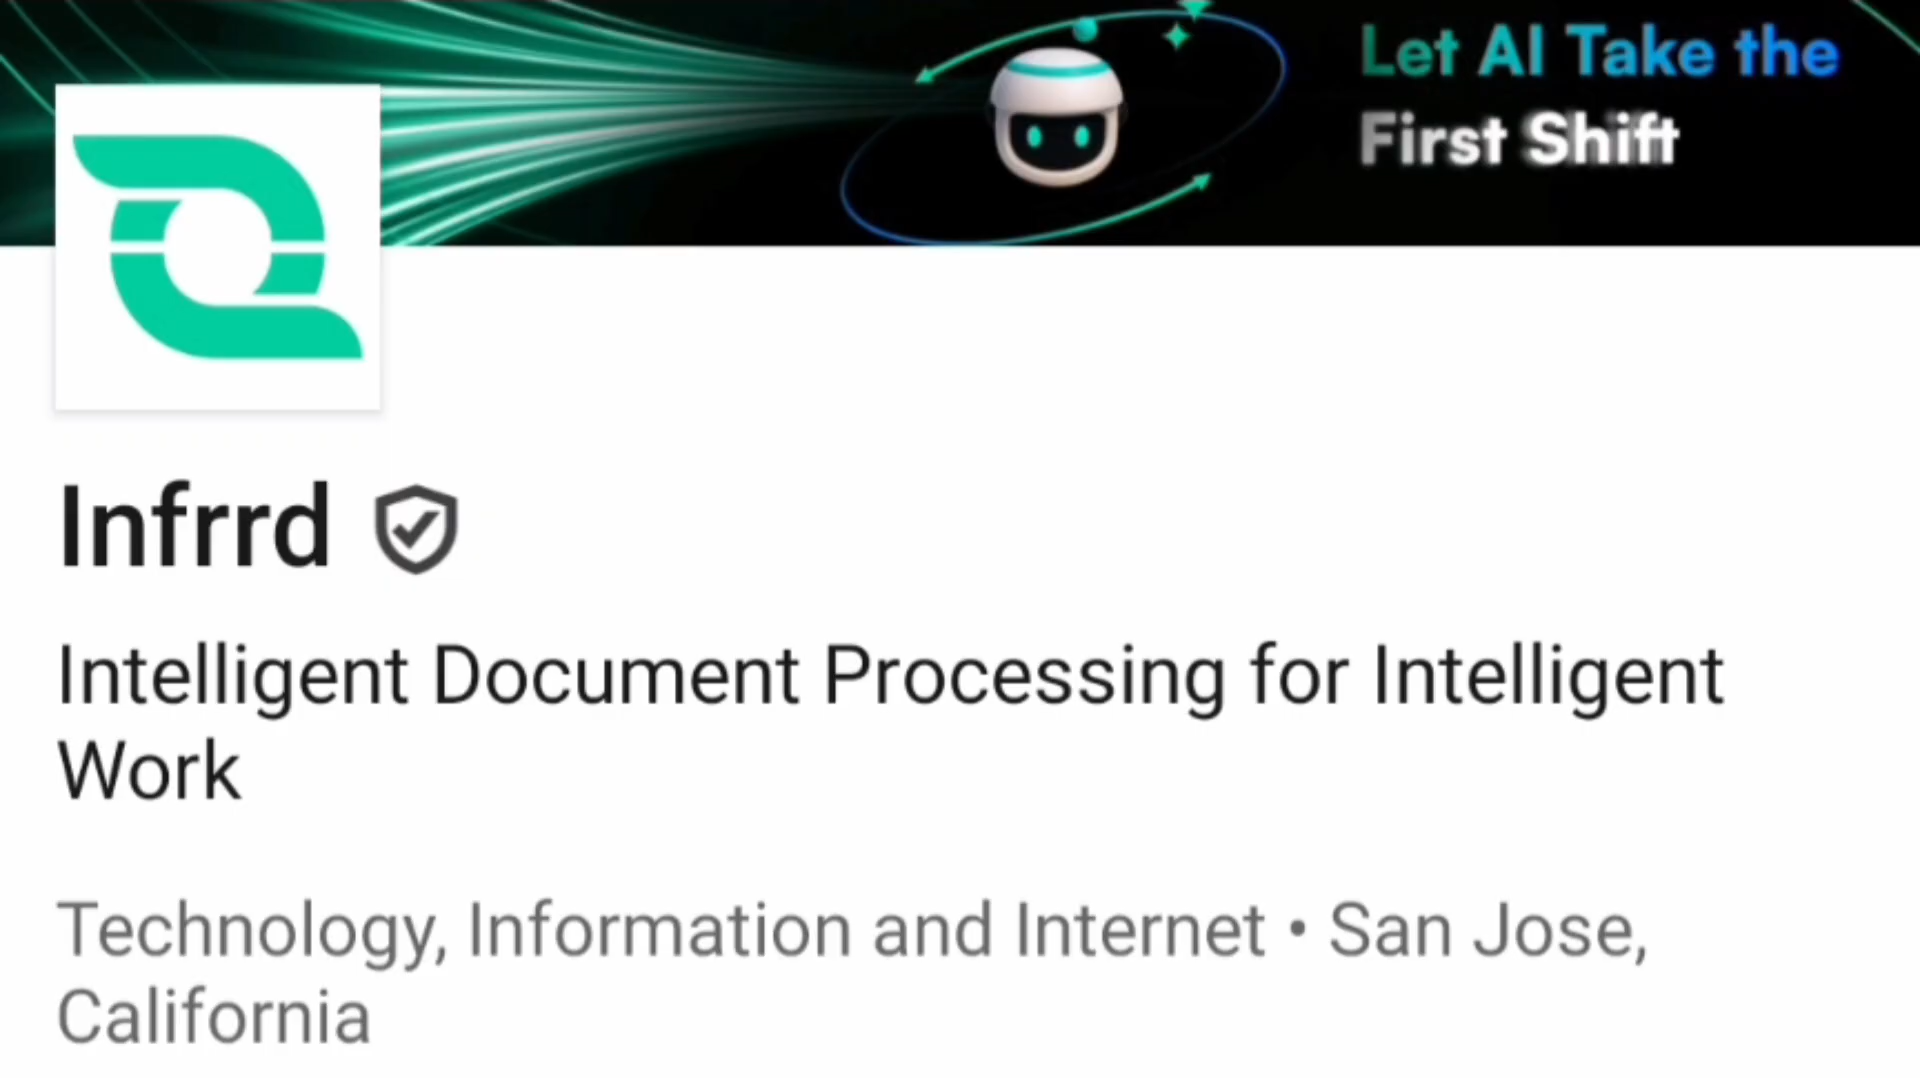 Let AI Take the
First Shift
Infrrd
Intelligent Document Processing for Intelligent
Work
Technology, Information and Internet • San Jose,
California